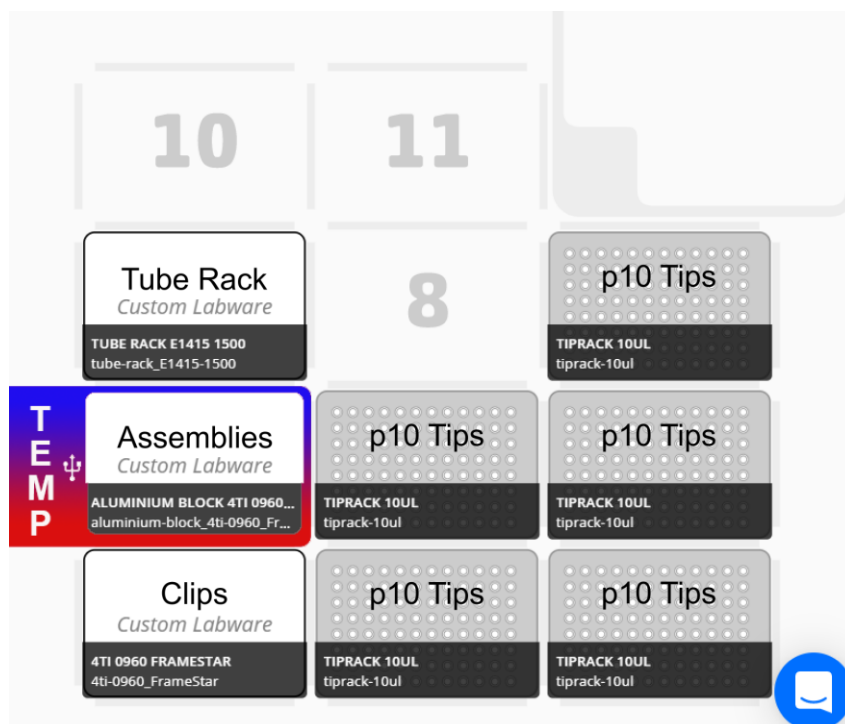 10
11
Tube Rack
Custom Labware
TUBE RACK E1415 1500
tube-rack_E1415-1500
8
p10 Tips
TIPRACK 10UL
tiprack-10ul
TEMP
Assemblies
Custom Labware
ALUMINIUM BLOCK 4TI 0960...
aluminium-block_4ti-0960_Fr...
p10 Tips
TIPRACK 10UL
tiprack-10ul
p10 Tips
TIPRACK 10UL
tiprack-10ul
Clips
Custom Labware
4TI 0960 FRAMESTAR
4ti-0960_FrameStar
p10 Tips
TIPRACK 10UL
tiprack-10ul
p10 Tips
TIPRACK 10UL
tiprack-10ul